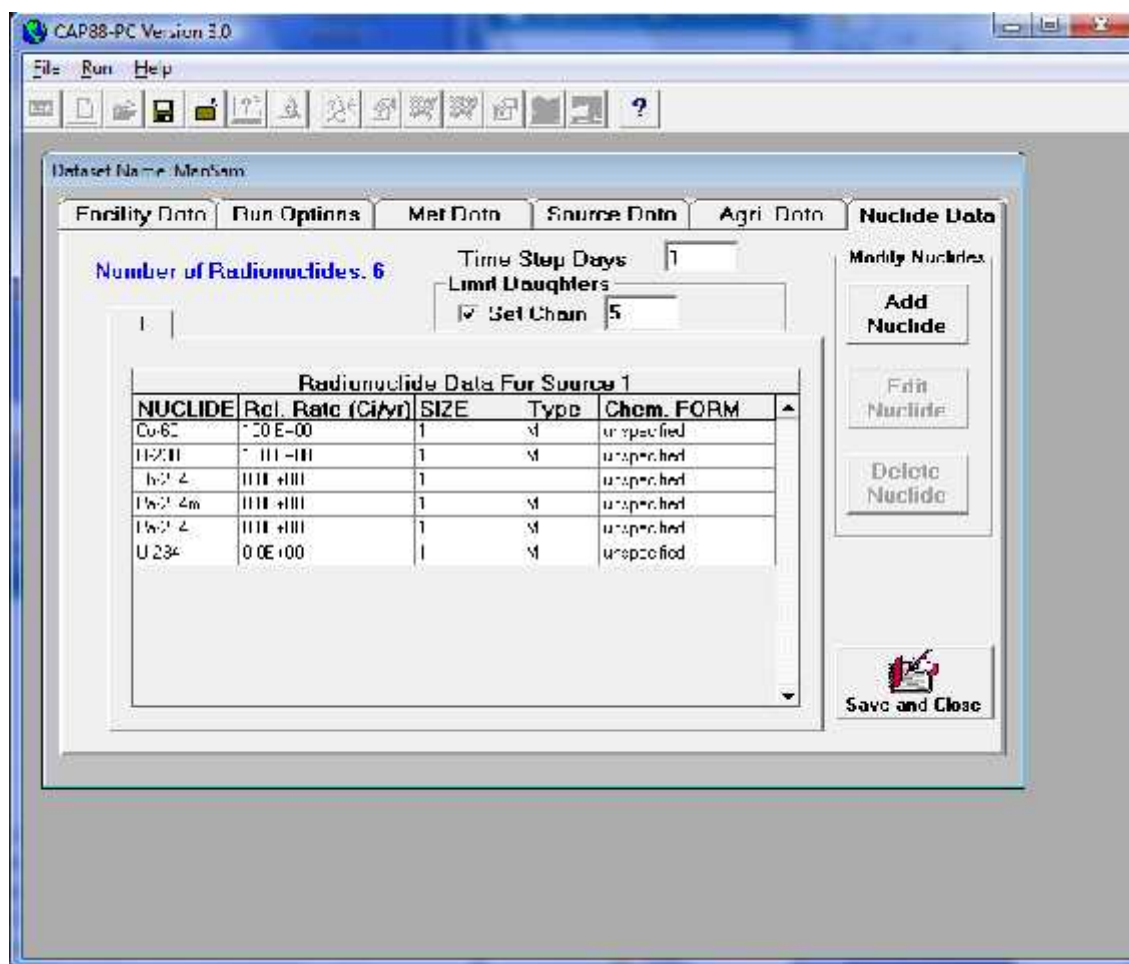 CAP88-PC Version 3.0
File Run Help
?
Dataset Name: ManSam
Facility Data Run Options Met Data Source Data Agri. Data Nuclide Data
Number of Radionuclides: 6
Time Step Days 1
Modify Nuclides
Limit Daughters
Set Chain 5
1
Add Nuclide
Radionuclide Data For Source 1
NUCLIDE Rel. Rate (Ci/yr) SIZE Type Chem. FORM
1 M unspecified
1 M unspecified
1 unspecified
1 M unspecified
1 M unspecified
U-234 0.0E+00 1 M unspecified
Edit Nuclide
Delete Nuclide
Save and Close